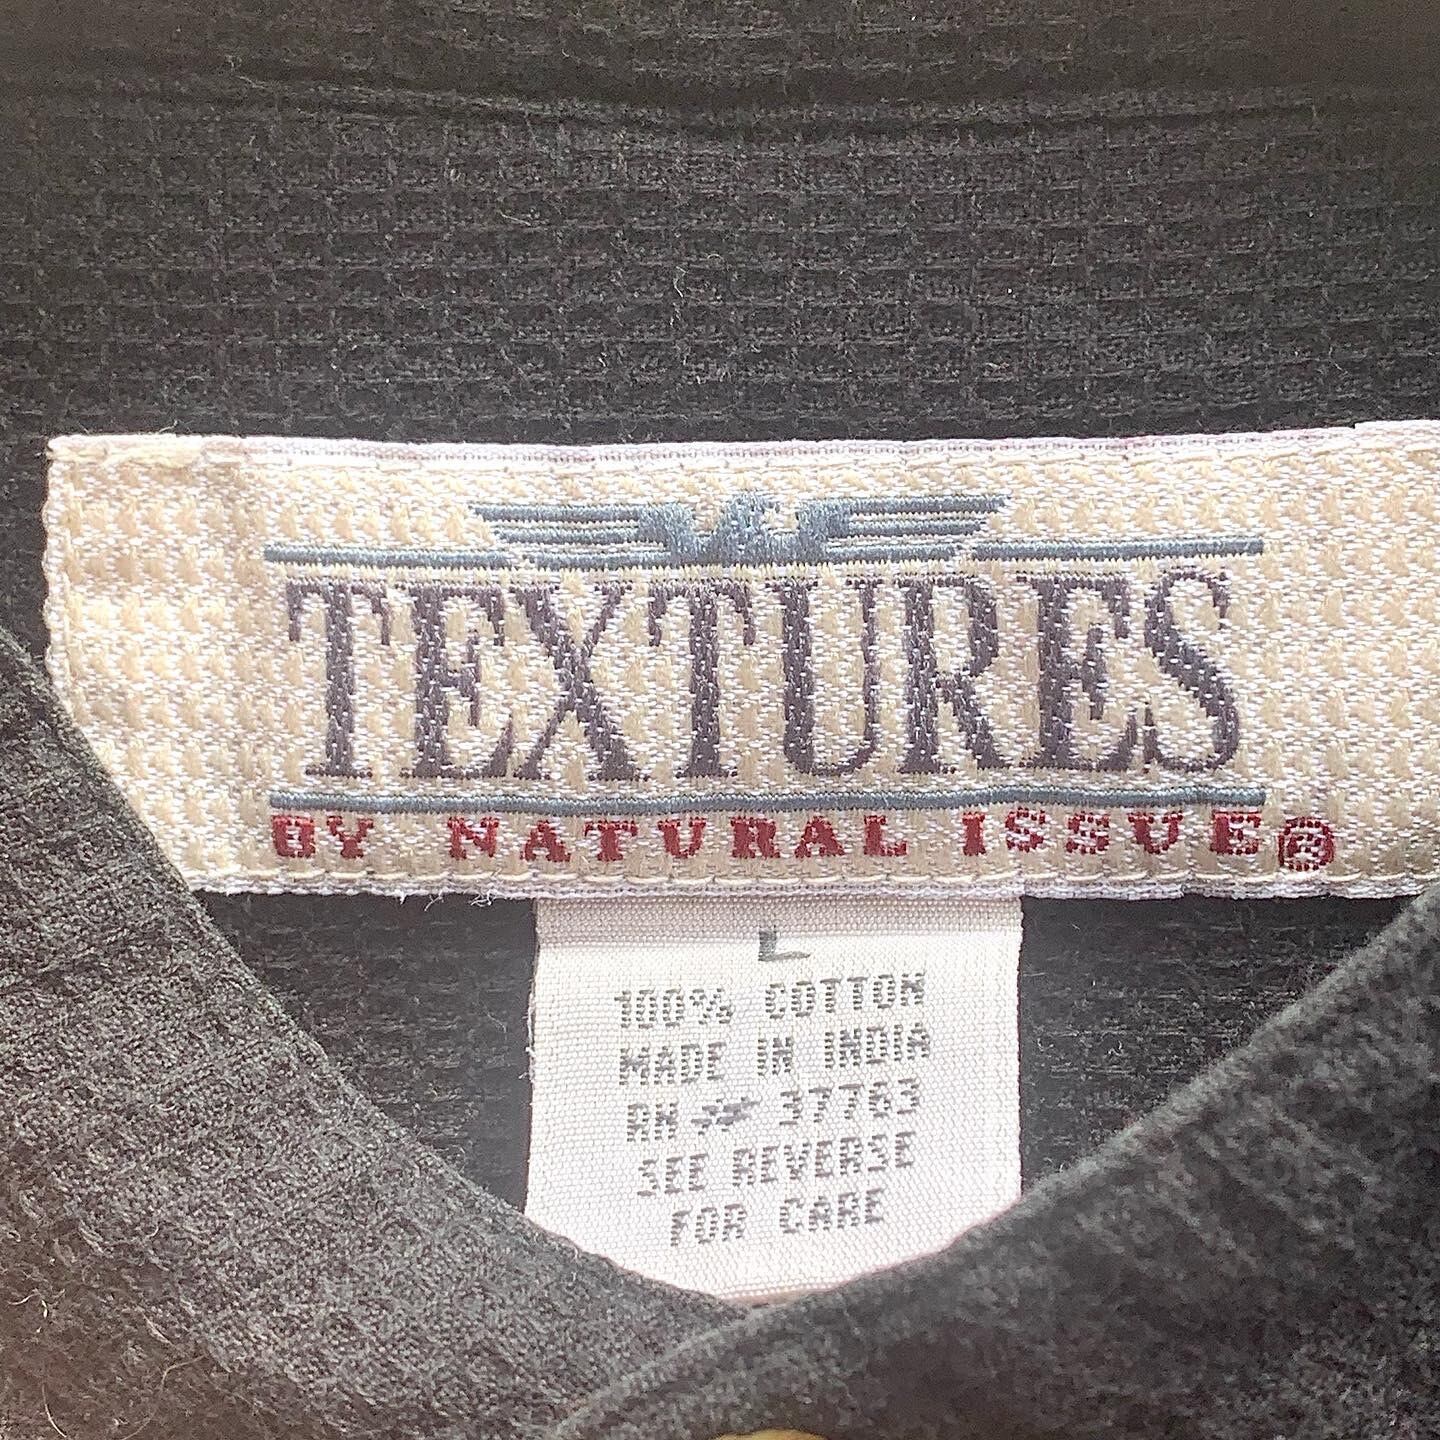 TEXTURES
BY NATURAL ISSUE®
L
100% COTTON
MADE IN INDIA
RN # 37763
SEE REVERSE
FOR CARE